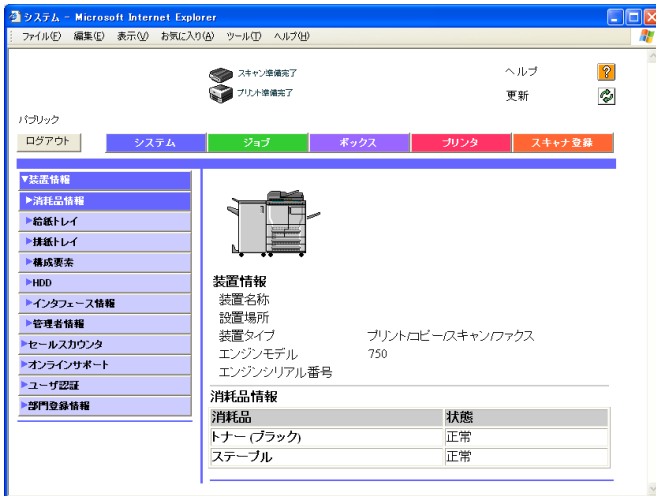 システム - Microsoft Internet Explorer
ファイル(F) 編集(E) 表示(V) お気に入り(A) ツール(T) ヘルプ(H)
スキャン準備完了
プリント準備完了
ヘルプ
?
更新
パブリック
ログアウト
システム ジョブ ボックス プリンタ スキャナ登録
▼装置情報
▶消耗品情報
▶給紙トレイ
▶排紙トレイ
▶構成要素
▶HDD
▶インタフェース情報
▶管理者情報
▶セールスカウンタ
▶オンラインサポート
▶ユーザ認証
▶部門登録情報
装置情報
装置名称
設置場所
装置タイプ プリント/コピー/スキャン/ファクス
エンジンモデル 750
エンジンシリアル番号
消耗品情報
消耗品 状態
トナー (ブラック) 正常
ステープル 正常